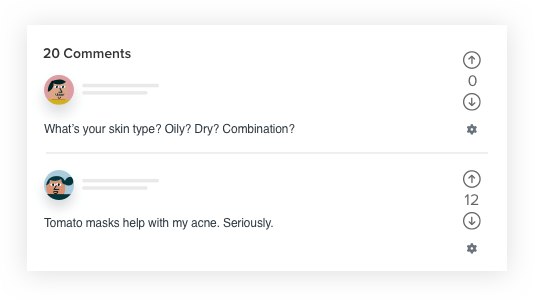 20 Comments
0
What's your skin type? Oily? Dry? Combination?
12
Tomato masks help with my acne. Seriously.